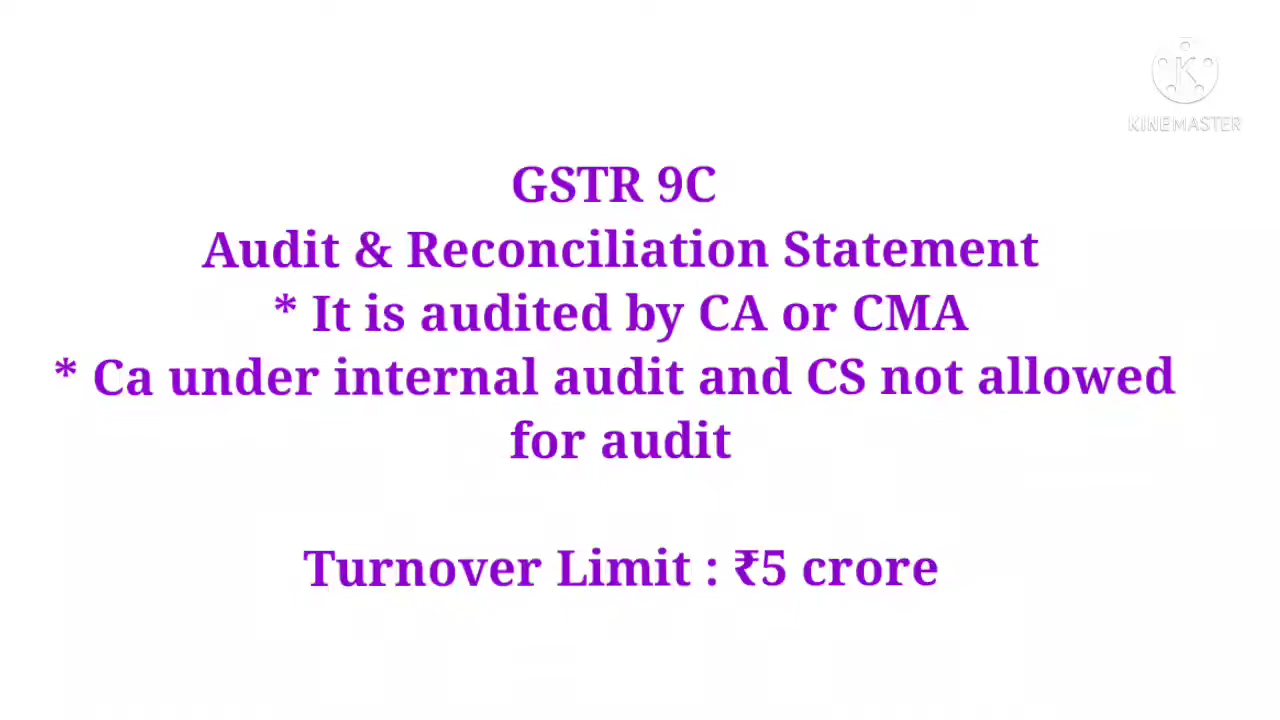 KINEMASTER
GSTR 9C
Audit & Reconciliation Statement
* It is audited by CA or CMA
* Ca under internal audit and CS not allowed
for audit
Turnover Limit : ₹5 crore